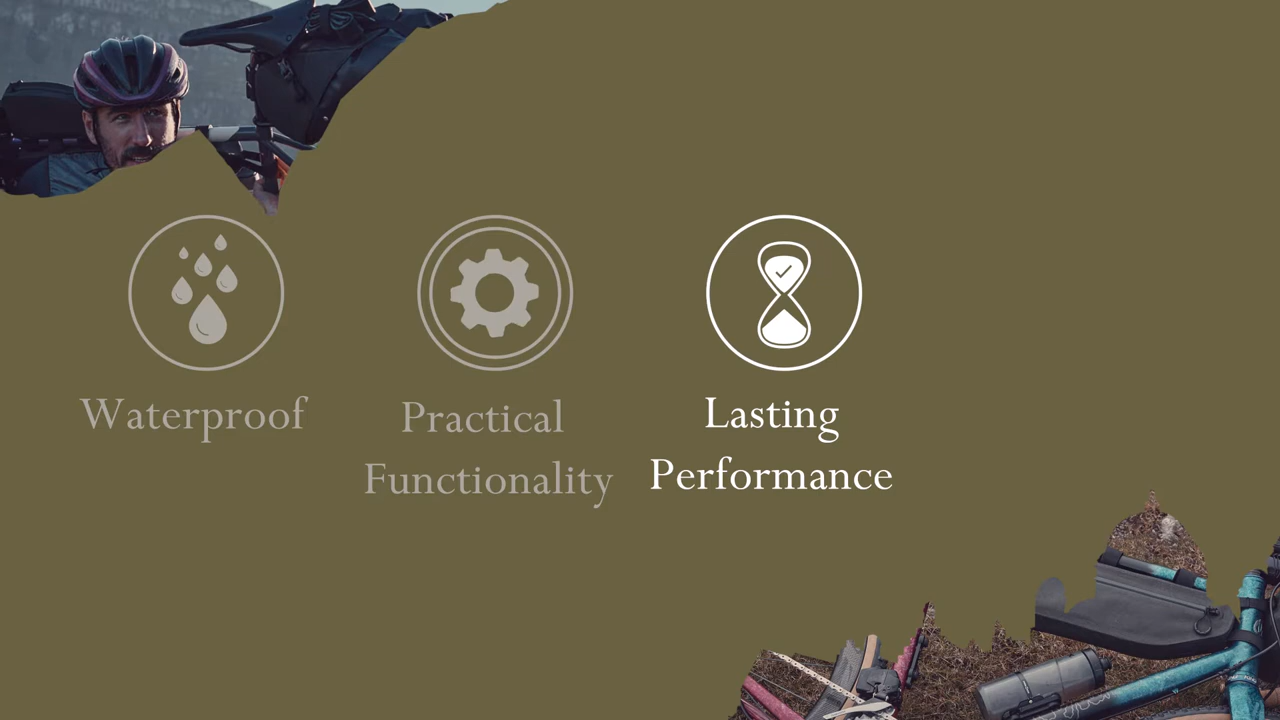 Waterproof
Practical
Functionality
Lasting
Performance